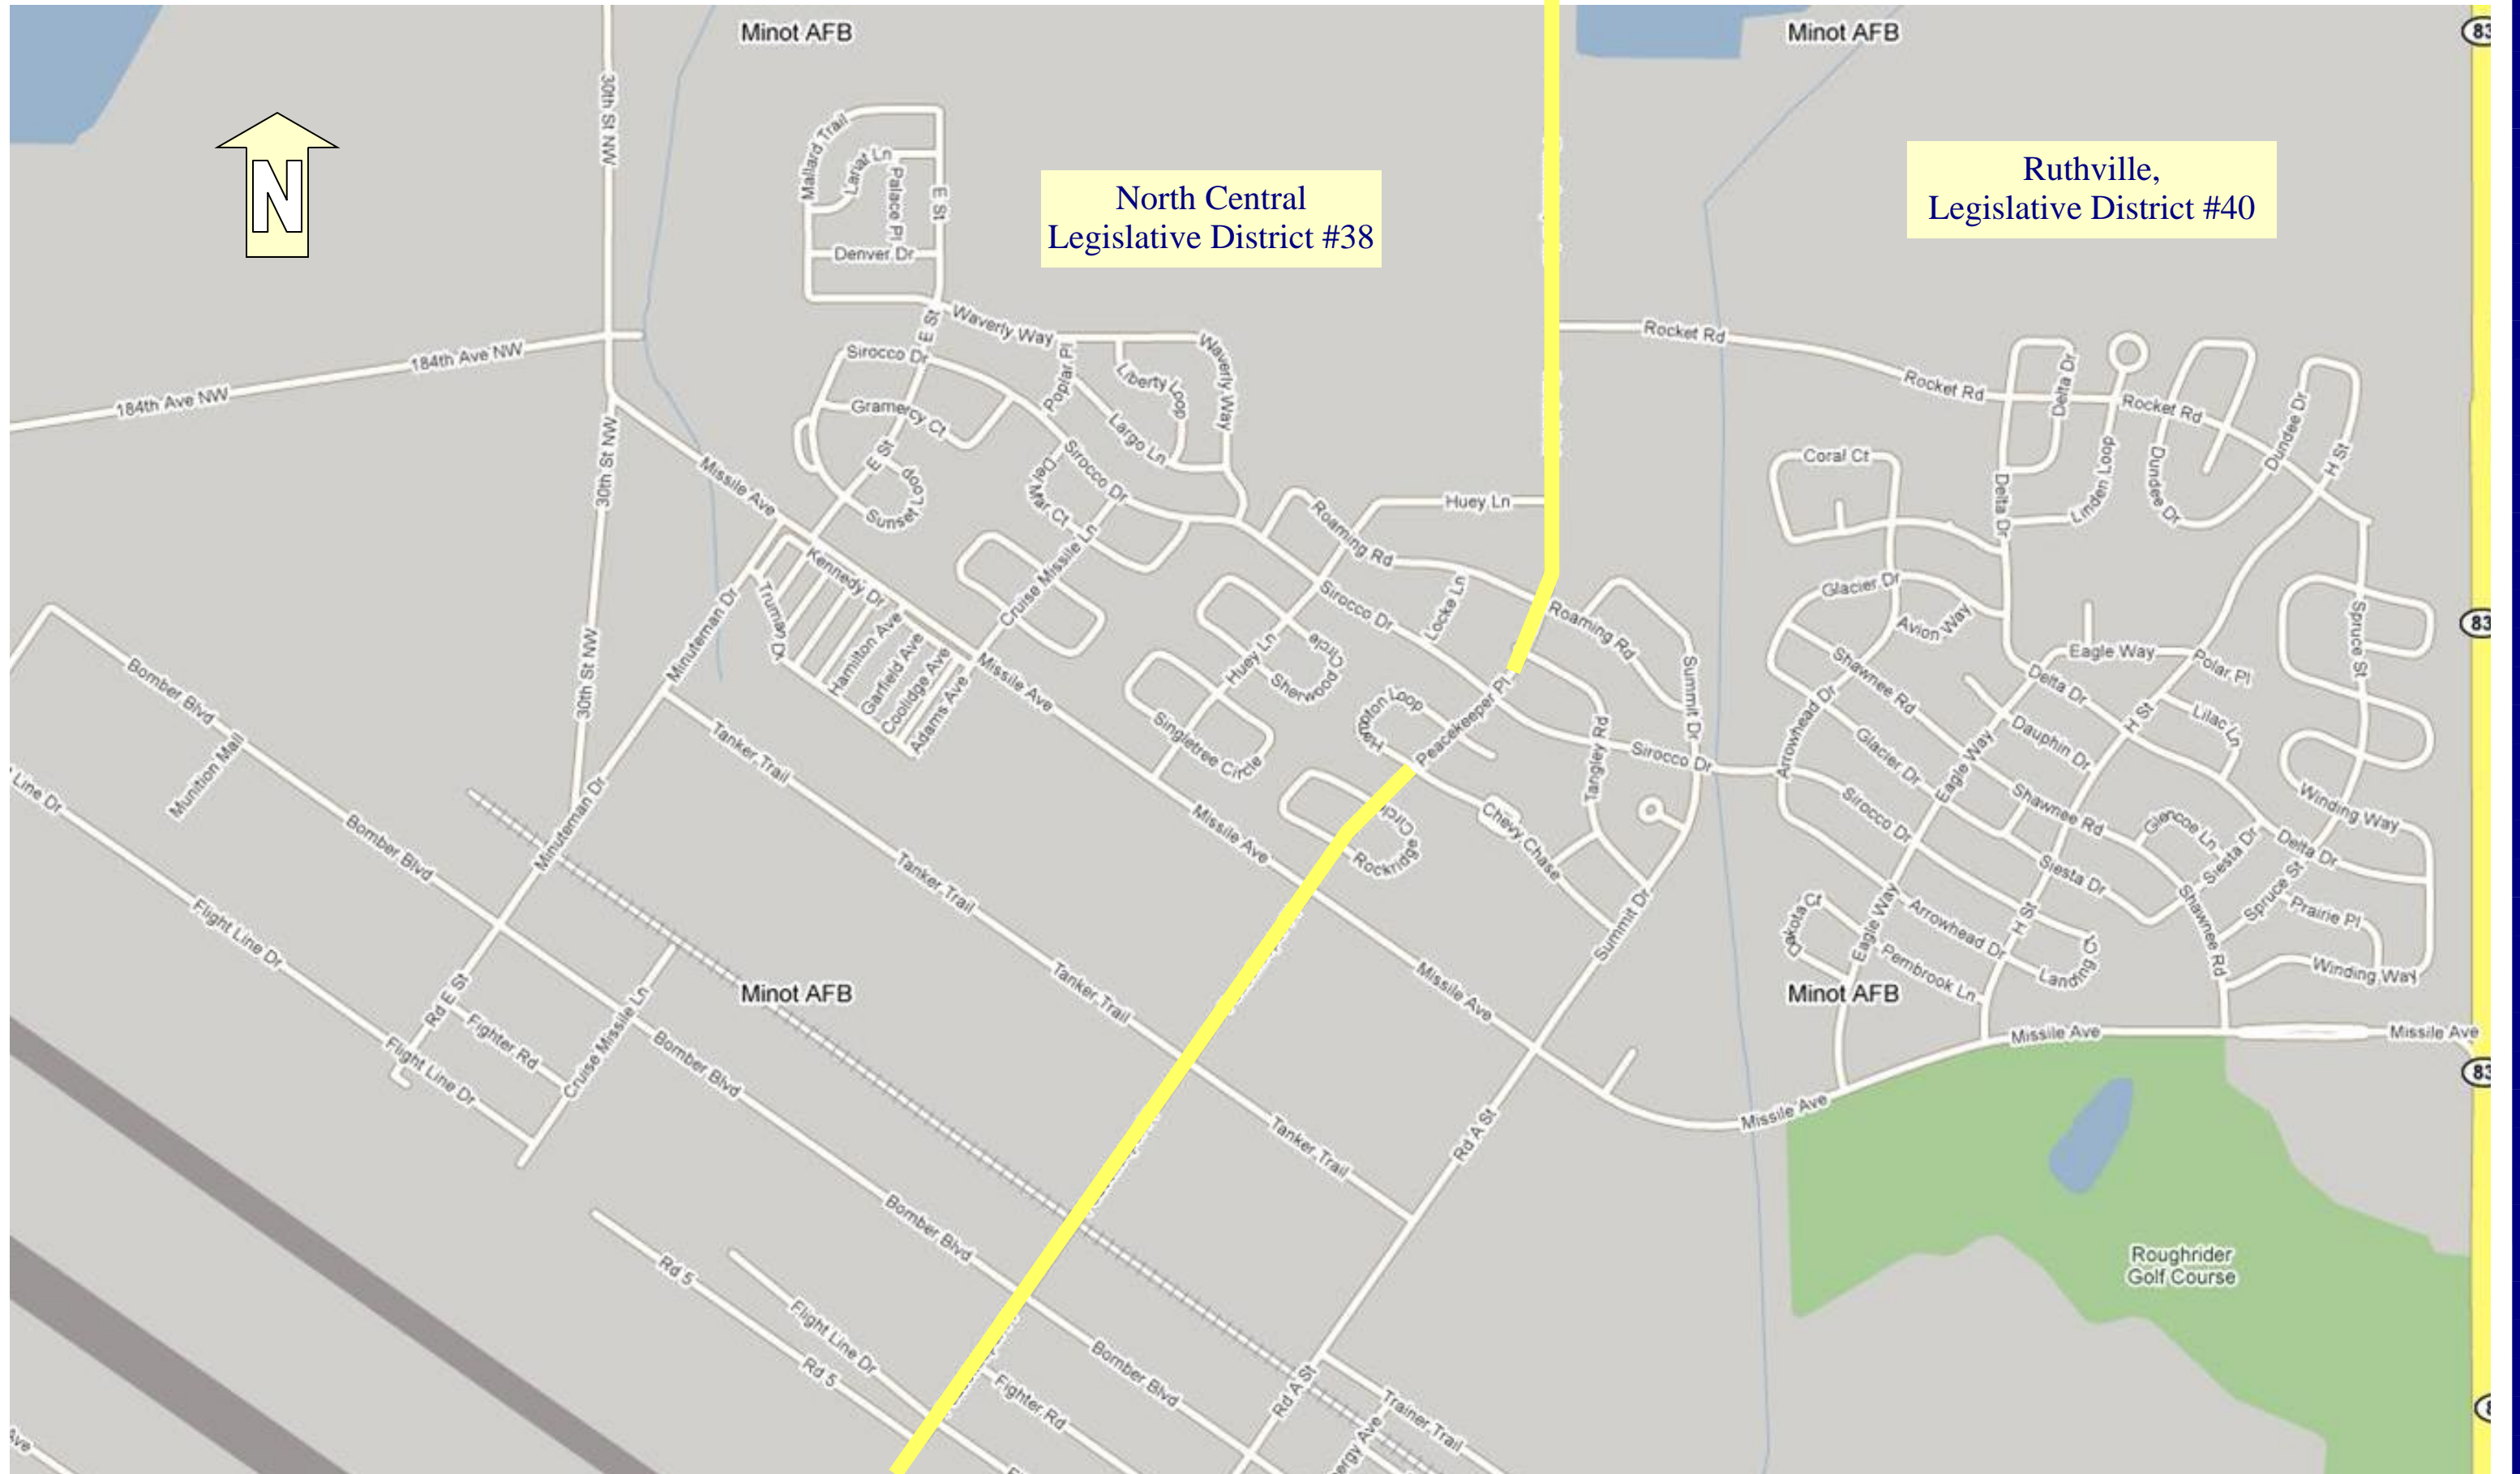 Minot AFB
Minot AFB
83
30th St NW
Mallard Trail
Lariat Ln
Palace Pl
E St
Denver Dr
N
North Central
Legislative District #38
Ruthville,
Legislative District #40
E St
Waverly Way
Waverly Way
Rocket Rd
Rocket Rd
Rocket Rd
184th Ave NW
184th Ave NW
Sirocco Dr
Poplar Pl
Liberty Loop
Largo Ln
Gramercy Ct
Delta Dr
Dundee Dr
Dundee Dr
H St
30th St NW
Missile Ave
E St
Sunset Loop
Sirocco Dr
Del Mar Ct
Coral Ct
Delta Dr
Linden Loop
Huey Ln
Roaming Rd
Kennedy Dr
Cruise Missile Ln
Sirocco Dr
Locke Ln
Roaming Rd
Glacier Dr
Avion Way
Spruce St
83
Truman Dr
Minuteman Dr
Hamilton Ave
Garfield Ave
Coolidge Ave
Adams Ave
Missile Ave
Huey Ln
Sherwood Circle
Summit Dr
Shawnee Rd
Eagle Way
Polar Pl
Delta Dr
30th St NW
Bomber Blvd
Munition Mall
Line Dr
Tanker Trail
Singletree Circle
Hampton Loop
Peacekeeper Pl
Tangley Rd
Sirocco Dr
Arrowhead Dr
Glacier Dr
Eagle Way
Dauphin Dr
H St
Lilac Ln
Minuteman Dr
Bomber Blvd
Missile Ave
Rockridge Circle
Chevy Chase
Sirocco Dr
Shawnee Rd
Glencoe Ln
Siesta Dr
Winding Way
Delta Dr
Flight Line Dr
Tanker Trail
Siesta Dr
Spruce St
Prairie Pl
Shawnee Rd
Dakota Ct
Eagle Way
Arrowhead Dr
H St
Pembrook Ln
Landing
Winding Way
Summit Dr
Rd E St
Fighter Rd
Flight Line Dr
Cruise Missile Ln
Minot AFB
Bomber Blvd
Tanker Trail
Missile Ave
Minot AFB
Missile Ave
Missile Ave
83
Missile Ave
Rd A St
Tanker Trail
Bomber Blvd
Roughrider
Golf Course
Rd 5
Flight Line Dr
Rd 5
Fighter Rd
Bomber Blvd
Rd A St
Trainer Trail
Ave